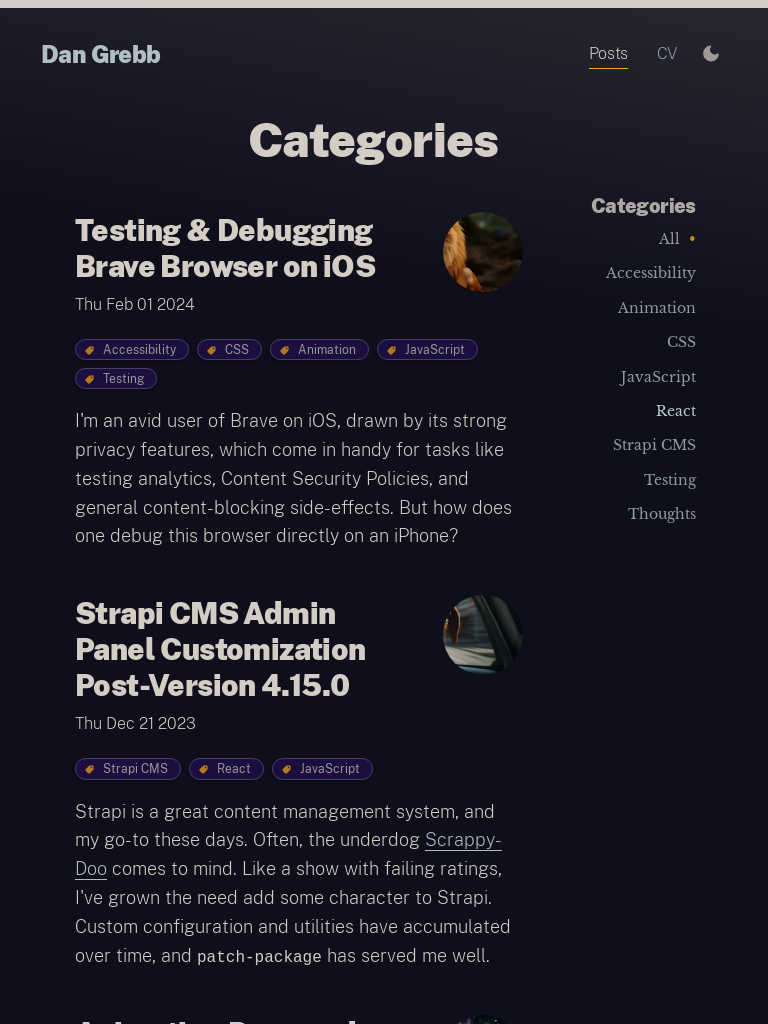 Dan Grebb
Posts
CV
Categories
Testing & Debugging
Brave Browser on iOS
Thu Feb 01 2024
Accessibility
CSS
Animation
JavaScript
Testing
I'm an avid user of Brave on iOS, drawn by its strong
privacy features, which come in handy for tasks like
testing analytics, Content Security Policies, and
general content-blocking side-effects. But how does
one debug this browser directly on an iPhone?
Strapi CMS Admin
Panel Customization
Post-Version 4.15.0
Thu Dec 21 2023
Strapi CMS
React
JavaScript
Strapi is a great content management system, and
my go-to these days. Often, the underdog Scrappy-
Doo comes to mind. Like a show with failing ratings,
I've grown the need add some character to Strapi.
Custom configuration and utilities have accumulated
over time, and patch-package has served me well.
Categories
All •
Accessibility
Animation
CSS
JavaScript
React
Strapi CMS
Testing
Thoughts